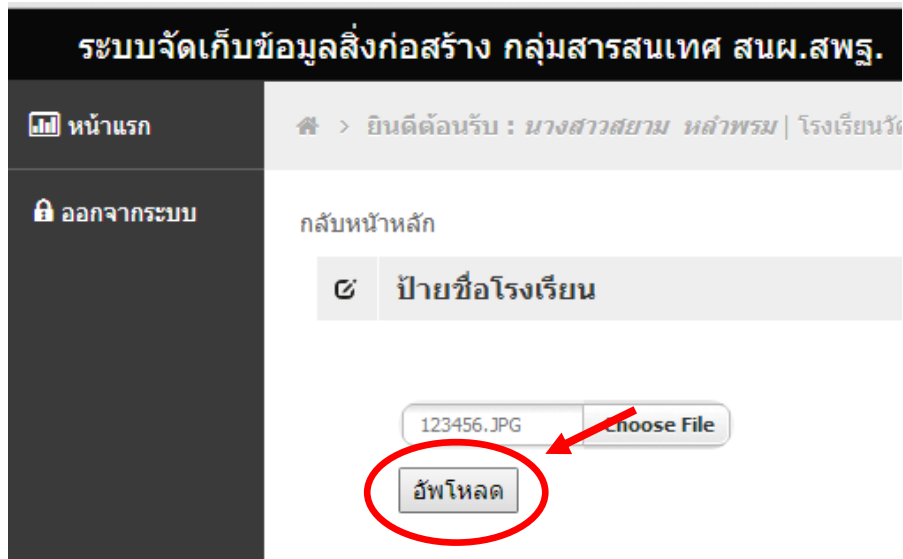 ระบบจัดเก็บข้อมูลสิ่งก่อสร้าง กลุ่มสารสนเทศ สนผ.สพฐ.
หน้าแรก
ยินดีต้อนรับ : นางสาวสยาม หล่ำพรม | โรงเรียนวัด
ออกจากระบบ
กลับหน้าหลัก
ป้ายชื่อโรงเรียน
123456.JPG Choose File
อัพโหลด